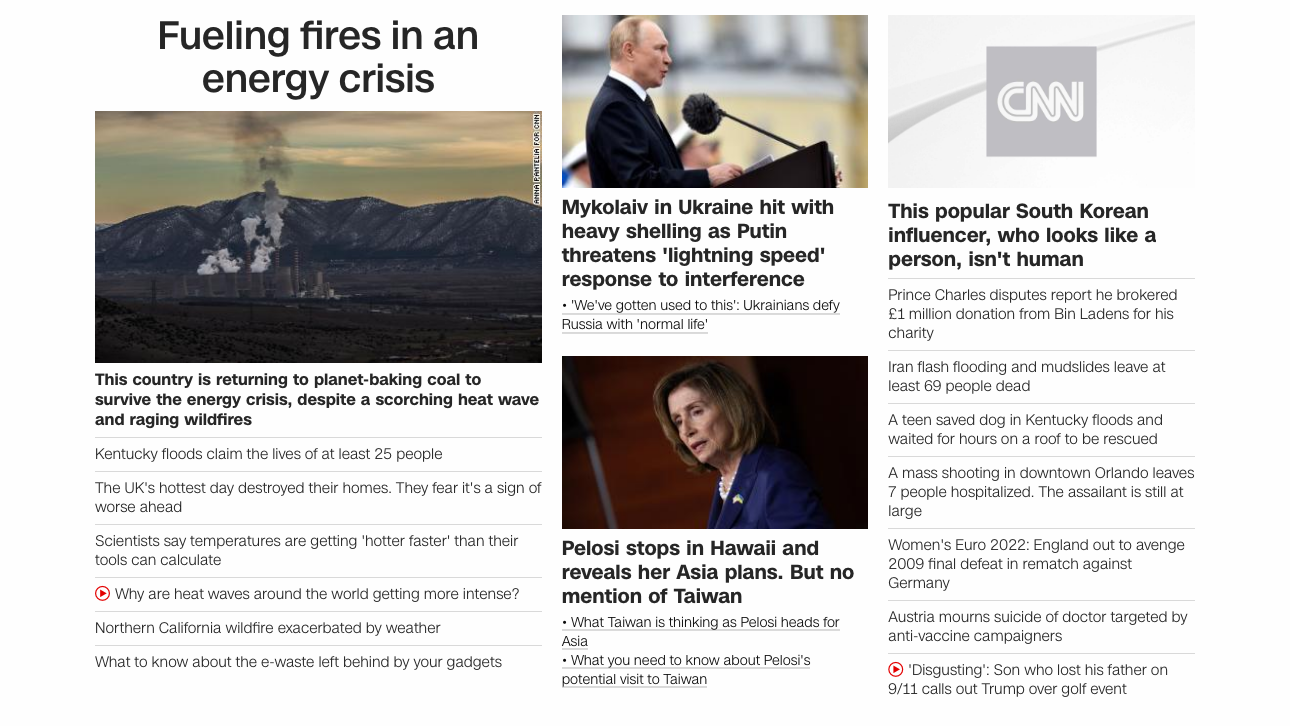 Fueling fires in an
energy crisis
ANNA PANTELIA FOR CNN
This country is returning to planet-baking coal to
survive the energy crisis, despite a scorching heat wave
and raging wildfires
Kentucky floods claim the lives of at least 25 people
The UK's hottest day destroyed their homes. They fear it's a sign of
worse ahead
Scientists say temperatures are getting 'hotter faster' than their
tools can calculate
Why are heat waves around the world getting more intense?
Northern California wildfire exacerbated by weather
What to know about the e-waste left behind by your gadgets
Mykolaiv in Ukraine hit with
heavy shelling as Putin
threatens 'lightning speed'
response to interference
• 'We've gotten used to this': Ukrainians defy
Russia with 'normal life'
Pelosi stops in Hawaii and
reveals her Asia plans. But no
mention of Taiwan
• What Taiwan is thinking as Pelosi heads for
Asia
• What you need to know about Pelosi's
potential visit to Taiwan
CNN
This popular South Korean
influencer, who looks like a
person, isn't human
Prince Charles disputes report he brokered
£1 million donation from Bin Ladens for his
charity
Iran flash flooding and mudslides leave at
least 69 people dead
A teen saved dog in Kentucky floods and
waited for hours on a roof to be rescued
A mass shooting in downtown Orlando leaves
7 people hospitalized. The assailant is still at
large
Women's Euro 2022: England out to avenge
2009 final defeat in rematch against
Germany
Austria mourns suicide of doctor targeted by
anti-vaccine campaigners
'Disgusting': Son who lost his father on
9/11 calls out Trump over golf event